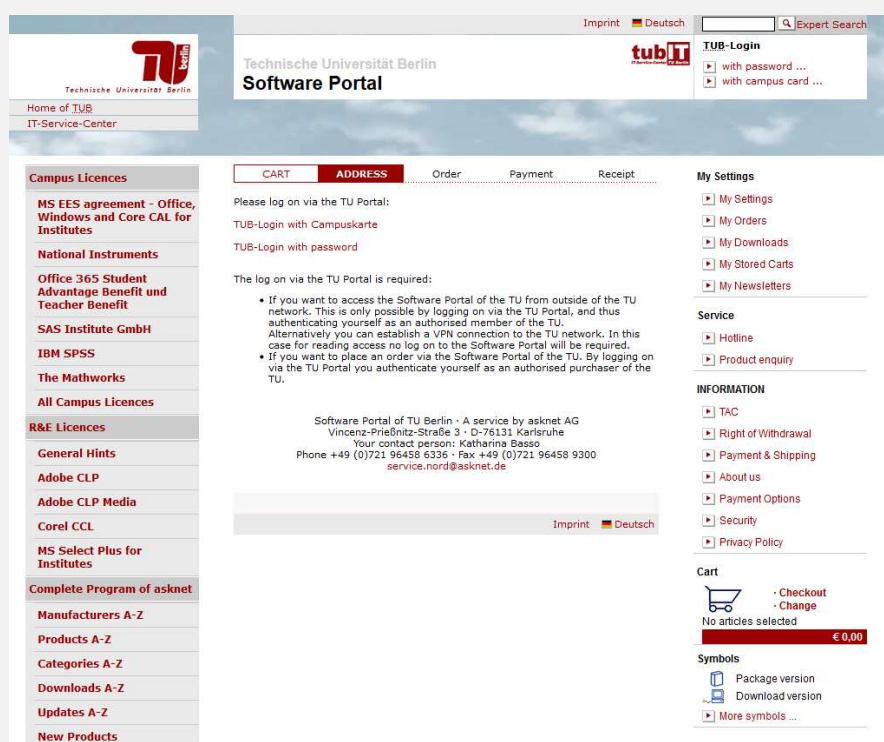 Imprint Deutsch
Expert Search
TU berlin
Technische Universität Berlin
Technische Universität Berlin
Software Portal
tubIT
IT-Service-Center TU Berlin
TUB-Login
with password ...
with campus card ...
Home of TUB
IT-Service-Center
Campus Licences
MS EES agreement - Office,
Windows and Core CAL for
Institutes
National Instruments
Office 365 Student
Advantage Benefit und
Teacher Benefit
SAS Institute GmbH
IBM SPSS
The Mathworks
All Campus Licences
R&E Licences
General Hints
Adobe CLP
Adobe CLP Media
Corel CCL
MS Select Plus for
Institutes
Complete Program of asknet
Manufacturers A-Z
Products A-Z
Categories A-Z
Downloads A-Z
Updates A-Z
New Products
CART ADDRESS Order Payment Receipt
Please log on via the TU Portal:
TUB-Login with Campuskarte
TUB-Login with password
The log on via the TU Portal is required:
• If you want to access the Software Portal of the TU from outside of the TU
network. This is only possible by logging on via the TU Portal, and thus
authenticating yourself as an authorised member of the TU.
Alternatively you can establish a VPN connection to the TU network. In this
case for reading access no log on to the Software Portal will be required.
• If you want to place an order via the Software Portal of the TU. By logging on
via the TU Portal you authenticate yourself as an authorised purchaser of the
TU.
Software Portal of TU Berlin · A service by asknet AG
Vincenz-Prießnitz-Straße 3 · D-76131 Karlsruhe
Your contact person: Katharina Basso
Phone +49 (0)721 96458 6336 · Fax +49 (0)721 96458 9300
service.nord@asknet.de
Imprint Deutsch
My Settings
My Settings
My Orders
My Downloads
My Stored Carts
My Newsletters
Service
Hotline
Product enquiry
INFORMATION
TAC
Right of Withdrawal
Payment & Shipping
About us
Payment Options
Security
Privacy Policy
Cart
· Checkout
· Change
No articles selected
€ 0,00
Symbols
Package version
Download version
More symbols ...